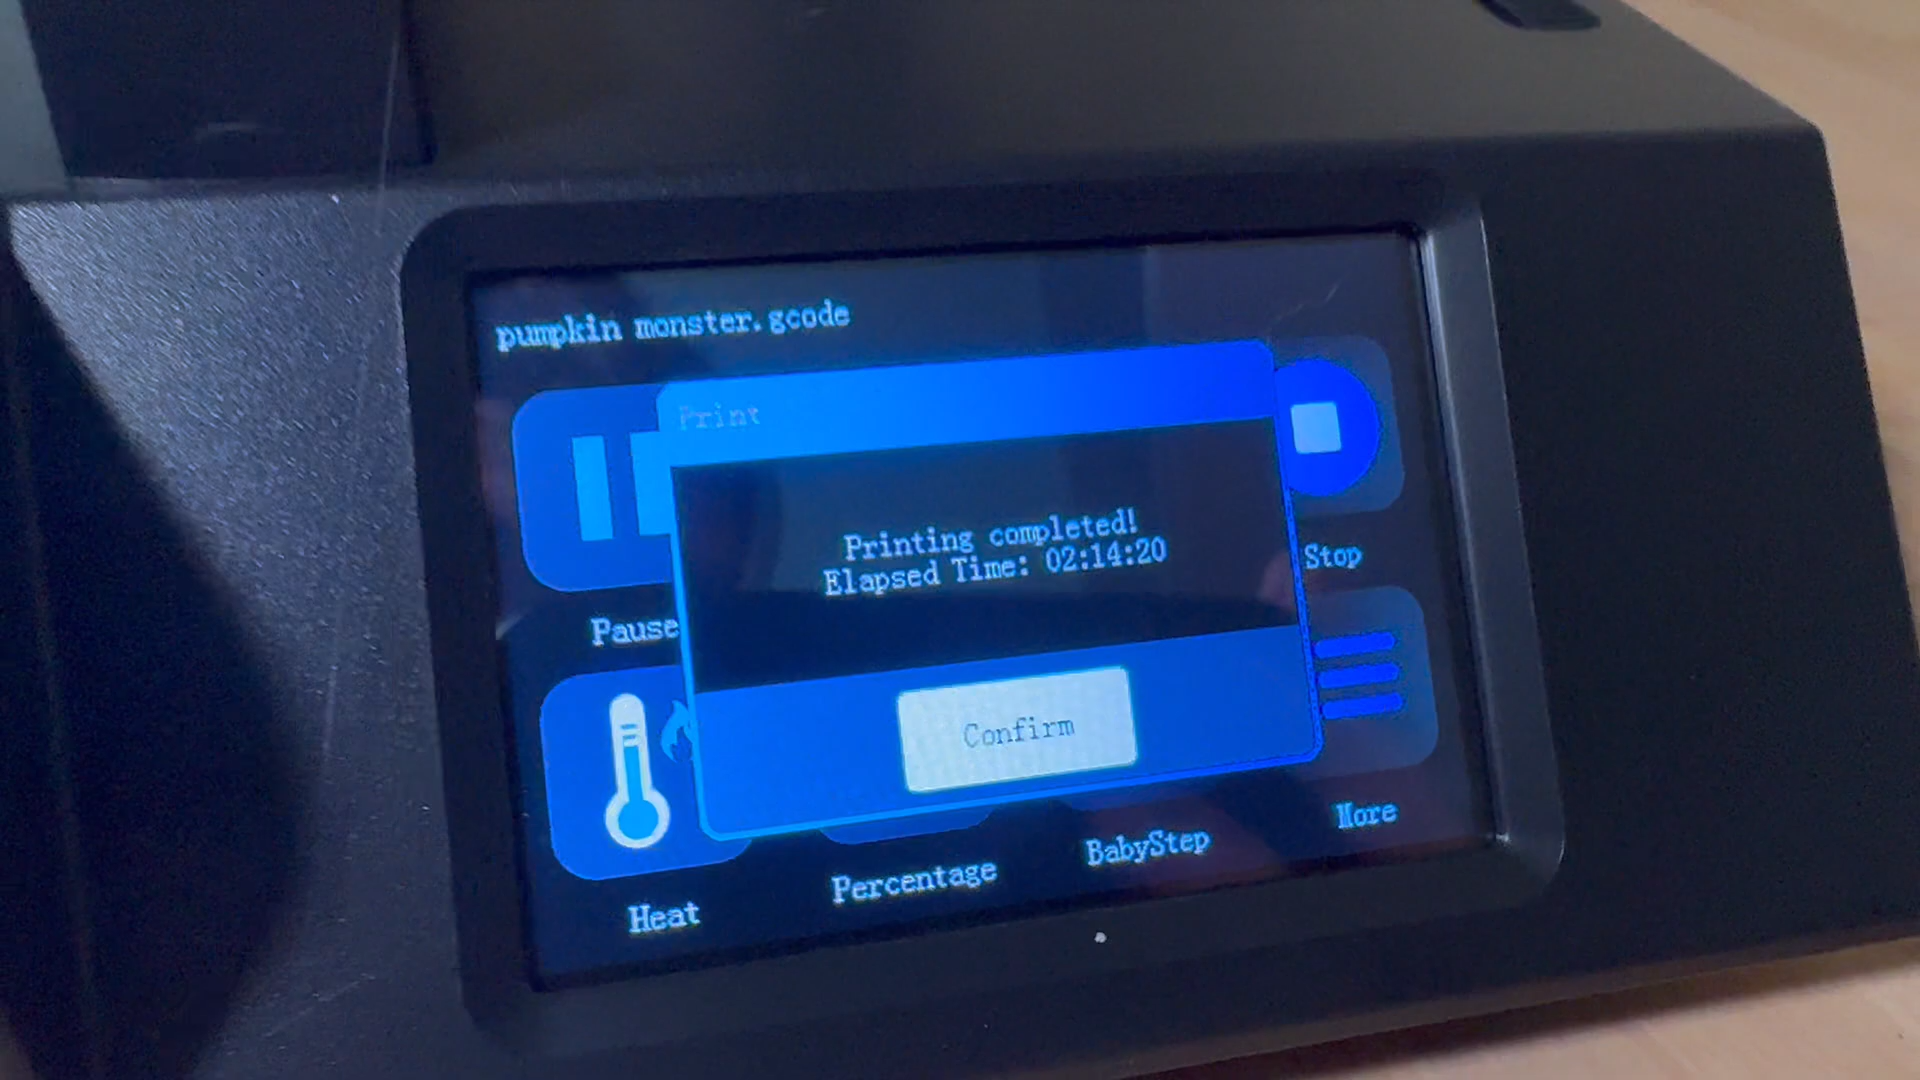 pumpkin monster.gcode
Print
Printing completed!
Elapsed Time: 02:14:20
Confirm
Pause
Stop
Heat
Percentage
BabyStep
More